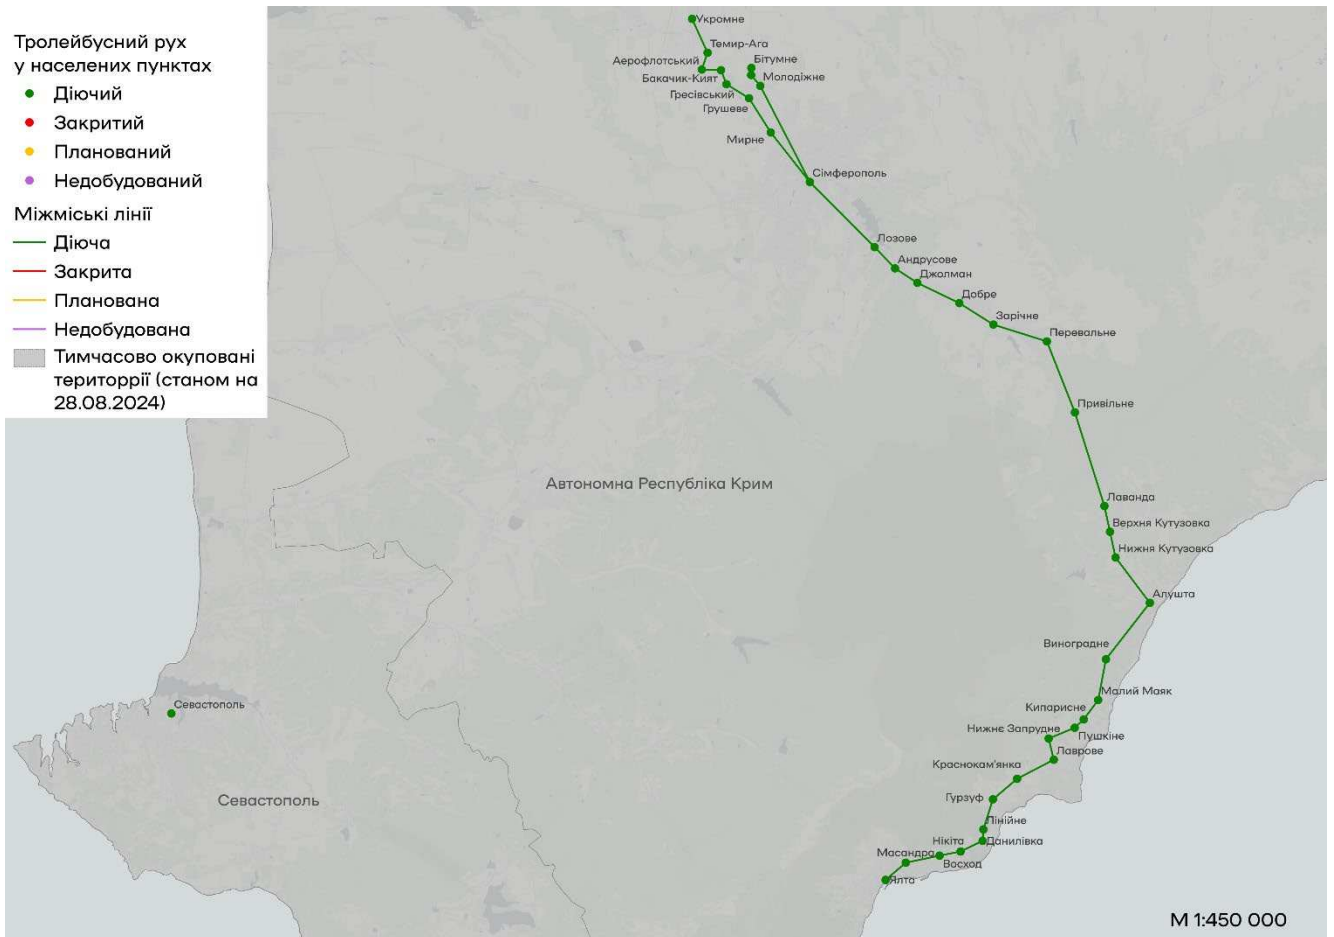 Тролейбусний рух
у населених пунктах
Діючий
Закритий
Планований
Недобудований
Міжміські лінії
Діюча
Закрита
Планована
Недобудована
Тимчасово окуповані
територрії (станом на
28.08.2024)
Укромне
Темир-Ага
Аерофлотський
Бітумне
Бакачик-Кият
Молодіжне
Гресівський
Грушеве
Мирне
Сімферополь
Лозове
Андрусове
Джолман
Добре
Зарічне
Перевальне
Привільне
Автономна Республіка Крим
Лаванда
Верхня Кутузовка
Нижня Кутузовка
Алушта
Виноградне
Малий Маяк
Севастополь
Кипарисне
Нижнє Запрудне
Пушкіне
Лаврове
Краснокам'янка
Севастополь
Гурзуф
Лінійне
Нікіта
Данилівка
Масандра
Восход
Ялта
М 1:450 000